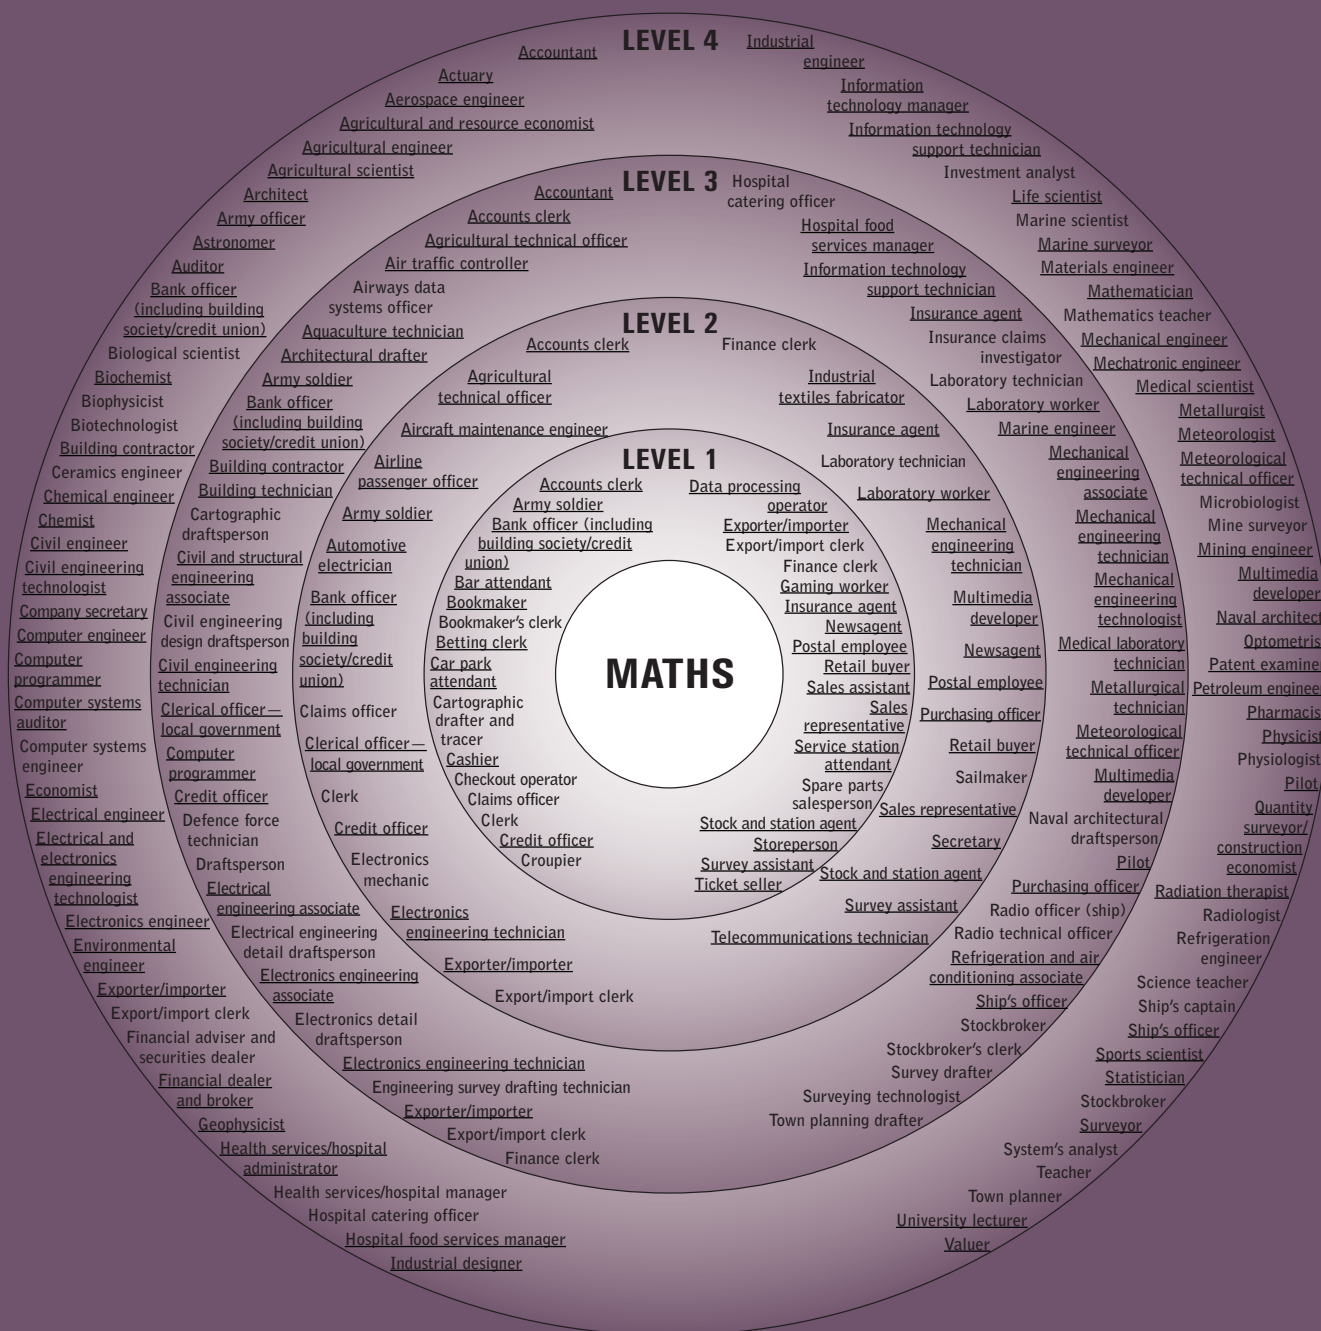 LEVEL 4
Accountant
Actuary
Aerospace engineer
Agricultural and resource economist
Agricultural engineer
Agricultural scientist
Architect
Army officer
Astronomer
Auditor
Bank officer
(including building
society/credit union)
Biological scientist
Biochemist
Biophysicist
Biotechnologist
Building contractor
Ceramics engineer
Chemical engineer
Chemist
Civil engineer
Civil engineering
technologist
Company secretary
Computer engineer
Computer
programmer
Computer systems
auditor
Computer systems
engineer
Economist
Electrical engineer
Electrical and
electronics
engineering
technologist
Electronics engineer
Environmental
engineer
Exporter/importer
Export/import clerk
Financial adviser and
securities dealer
Financial dealer
and broker
Geophysicist
Health services/hospital
administrator
Health services/hospital manager
Hospital catering officer
Hospital food services manager
Industrial designer
Industrial
engineer
Information
technology manager
Information technology
support technician
Investment analyst
Life scientist
Marine scientist
Marine surveyor
Materials engineer
Mathematician
Mathematics teacher
Mechanical engineer
Mechatronic engineer
Medical scientist
Metallurgist
Meteorologist
Meteorological
technical officer
Microbiologist
Mine surveyor
Mining engineer
Multimedia
developer
Naval architect
Optometris
Patent examine
Petroleum enginee
Pharmacis
Physicist
Physiologist
Pilot
Quantity
surveyor/
construction
economist
Radiation therapist
Radiologist
Refrigeration
engineer
Science teacher
Ship's captain
Ship's officer
Sports scientist
Statistician
Stockbroker
Surveyor
System's analyst
Teacher
Town planner
University lecturer
Valuer
LEVEL 3
Accountant
Accounts clerk
Agricultural technical officer
Air traffic controller
Airways data
systems officer
Aquaculture technician
Architectural drafter
Army soldier
Bank officer
(including building
society/credit union)
Building contractor
Building technician
Cartographic
draftsperson
Civil and structural
engineering
associate
Civil engineering
design draftsperson
Civil engineering
technician
Clerical officer—
local government
Computer
programmer
Credit officer
Defence force
technician
Draftsperson
Electrical
engineering associate
Electrical engineering
detail draftsperson
Electronics engineering
associate
Electronics detail
draftsperson
Electronics engineering technician
Engineering survey drafting technician
Exporter/importer
Export/import clerk
Finance clerk
Hospital
catering officer
Hospital food
services manager
Information technology
support technician
Insurance agent
Insurance claims
investigator
Laboratory technician
Laboratory worker
Marine engineer
Mechanical
engineering
associate
Mechanical
engineering
technician
Mechanical
engineering
technologist
Medical laboratory
technician
Metallurgical
technician
Meteorological
technical officer
Multimedia
developer
Naval architectural
draftsperson
Pilot
Purchasing officer
Radio officer (ship)
Radio technical officer
Refrigeration and air
conditioning associate
Ship's officer
Stockbroker
Stockbroker's clerk
Survey drafter
Surveying technologist
Town planning drafter
LEVEL 2
Accounts clerk
Agricultural
technical officer
Aircraft maintenance engineer
Airline
passenger officer
Army soldier
Automotive
electrician
Bank officer
(including
building
society/credit
union)
Claims officer
Clerical officer—
local government
Clerk
Credit officer
Electronics
mechanic
Electronics
engineering technician
Exporter/importer
Export/import clerk
Finance clerk
Industrial
textiles fabricator
Insurance agent
Laboratory technician
Laboratory worker
Mechanical
engineering
technician
Multimedia
developer
Newsagent
Postal employee
Purchasing officer
Retail buyer
Sailmaker
Sales representative
Secretary
Stock and station agent
Survey assistant
Telecommunications technician
LEVEL 1
Accounts clerk
Army soldier
Bank officer (including
building society/credit
union)
Bar attendant
Bookmaker
Bookmaker's clerk
Betting clerk
Car park
attendant
Cartographic
drafter and
tracer
Cashier
Checkout operator
Claims officer
Clerk
Credit officer
Croupier
Data processing
operator
Exporter/importer
Export/import clerk
Finance clerk
Gaming worker
Insurance agent
Newsagent
Postal employee
Retail buyer
Sales assistant
Sales
representative
Service station
attendant
Spare parts
salesperson
Stock and station agent
Storeperson
Survey assistant
Ticket seller
MATHS